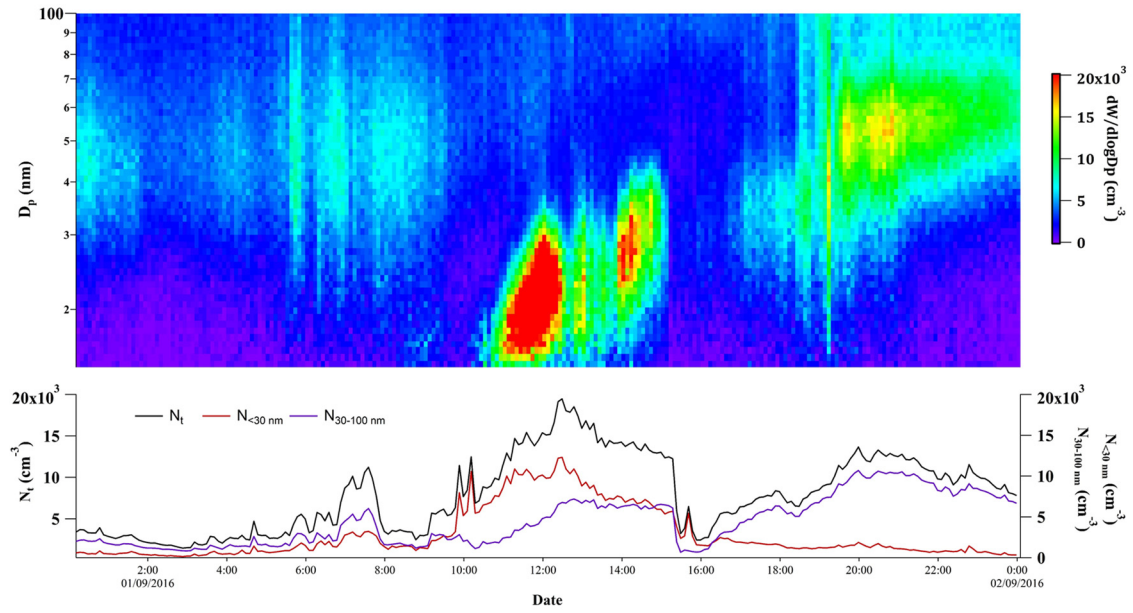 100
9
8
7
6
5
4
3
2
Dp (nm)
20x10³
15
10
5
0
dW/dlogDp (cm⁻³)
20x10³
15
10
5
Nt (cm⁻³)
Nt N<30 nm N30-100 nm
20x10³
15
10
5
0
N30-100 nm (cm⁻³)
N<30 nm (cm⁻³)
2:00 4:00 6:00 8:00 10:00 12:00 14:00 16:00 18:00 20:00 22:00 0:00
01/09/2016 02/09/2016
Date